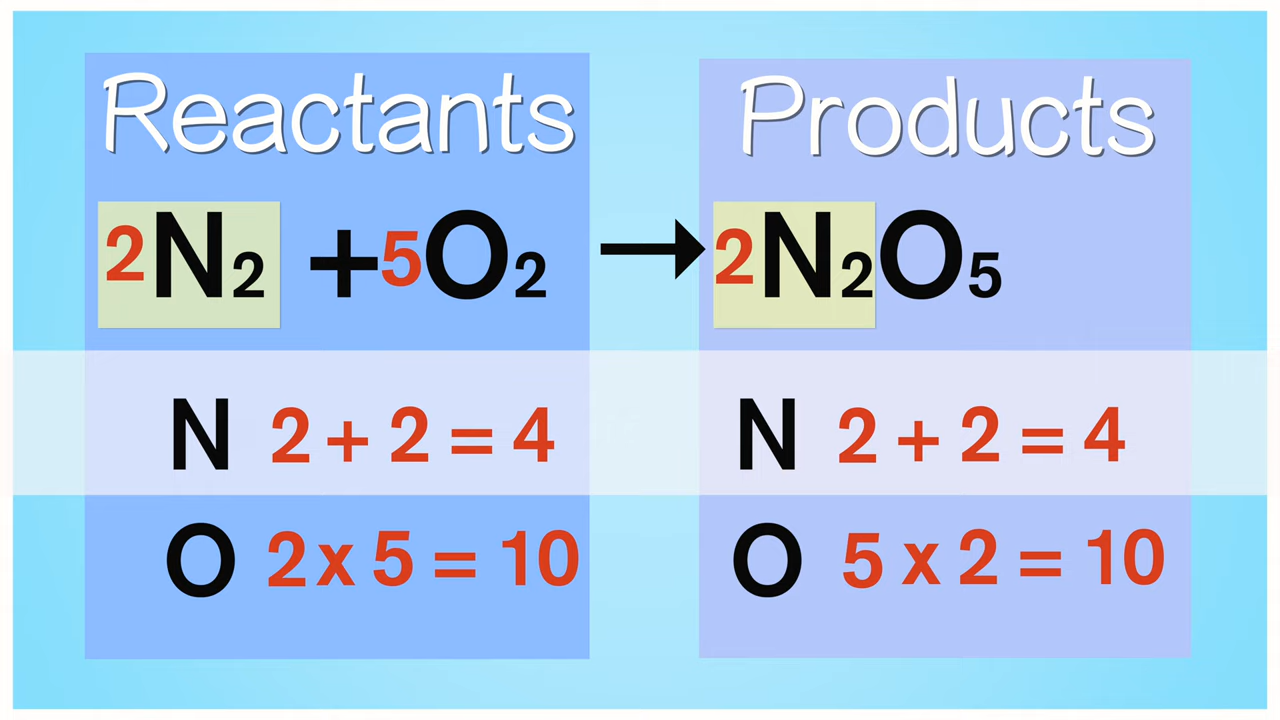 Reactants
Products
2N2 + 5O2 → 2N2O5
N 2 + 2 = 4
N 2 + 2 = 4
O 2 x 5 = 10
O 5 x 2 = 10